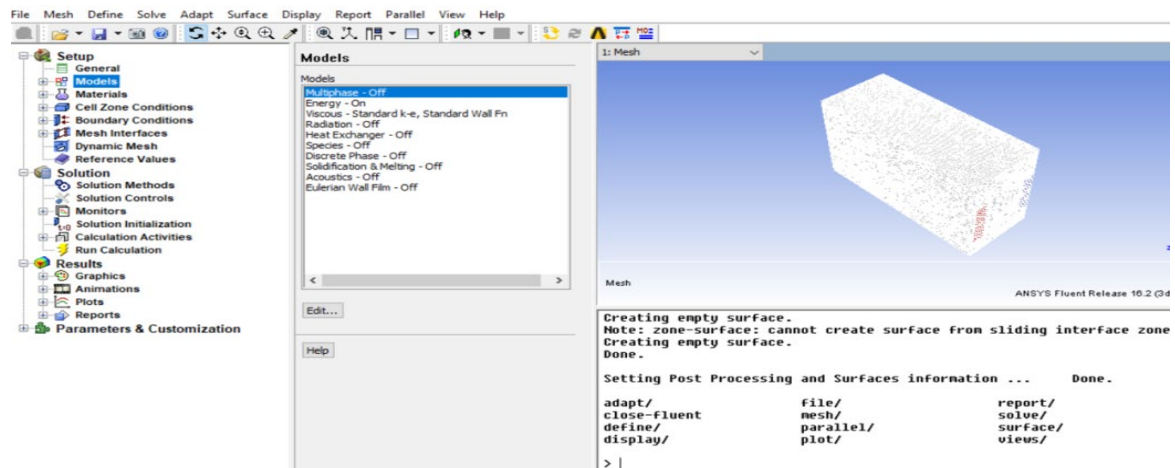 File Mesh Define Solve Adapt Surface Display Report Parallel View Help
Setup
General
Models
Materials
Cell Zone Conditions
Boundary Conditions
Mesh Interfaces
Dynamic Mesh
Reference Values
Solution
Solution Methods
Solution Controls
Monitors
Solution Initialization
Calculation Activities
Run Calculation
Results
Graphics
Animations
Plots
Reports
Parameters & Customization
Models
Models
Multiphase - Off
Energy - On
Viscous - Standard k-e, Standard Wall Fn
Radiation - Off
Heat Exchanger - Off
Species - Off
Discrete Phase - Off
Solidification & Melting - Off
Acoustics - Off
Eulerian Wall Film - Off
Edit...
Help
1: Mesh
Mesh
ANSYS Fluent Release 16.2 (3d
Creating empty surface.
Note: zone-surface: cannot create surface from sliding interface zone
Creating empty surface.
Done.
Setting Post Processing and Surfaces information ... Done.
adapt/ file/ report/
close-fluent mesh/ solve/
define/ parallel/ surface/
display/ plot/ views/
>